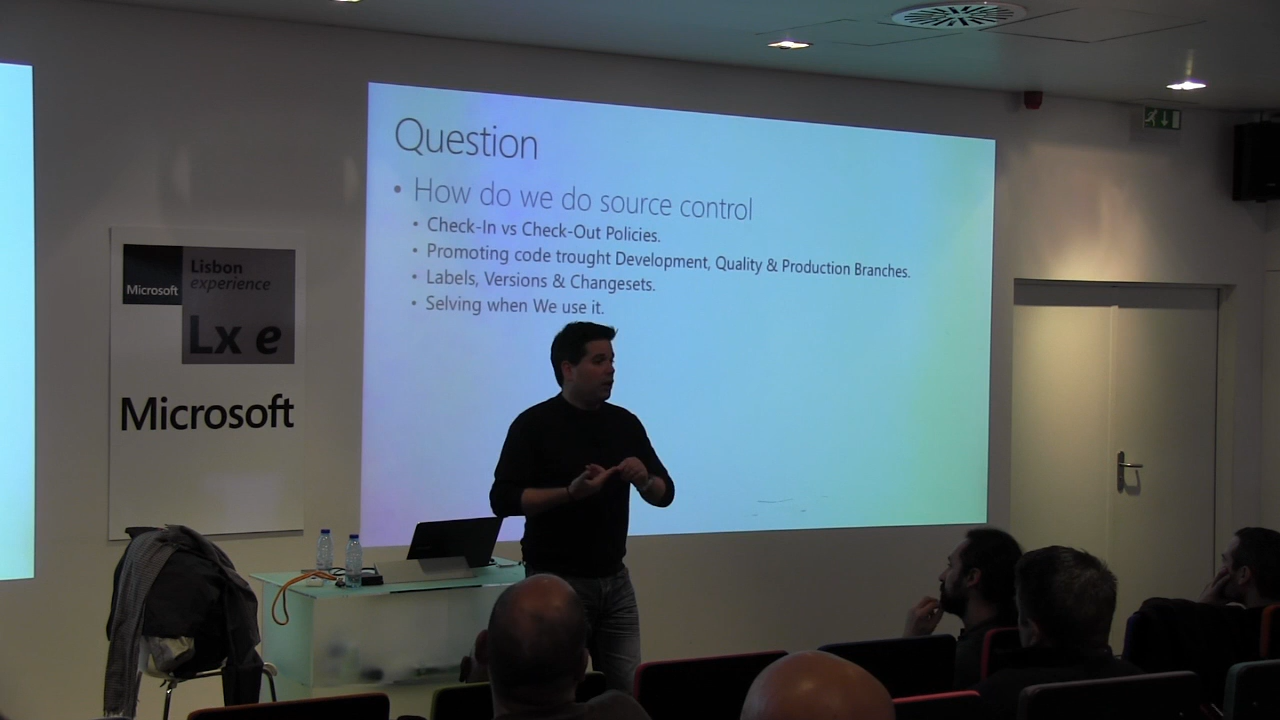 Question
• How do we do source control
• Check-In vs Check-Out Policies.
• Promoting code trought Development, Quality & Production Branches.
• Labels, Versions & Changesets.
• Selving when We use it.
Microsoft
Lisbon
experience
Lx e
Microsoft